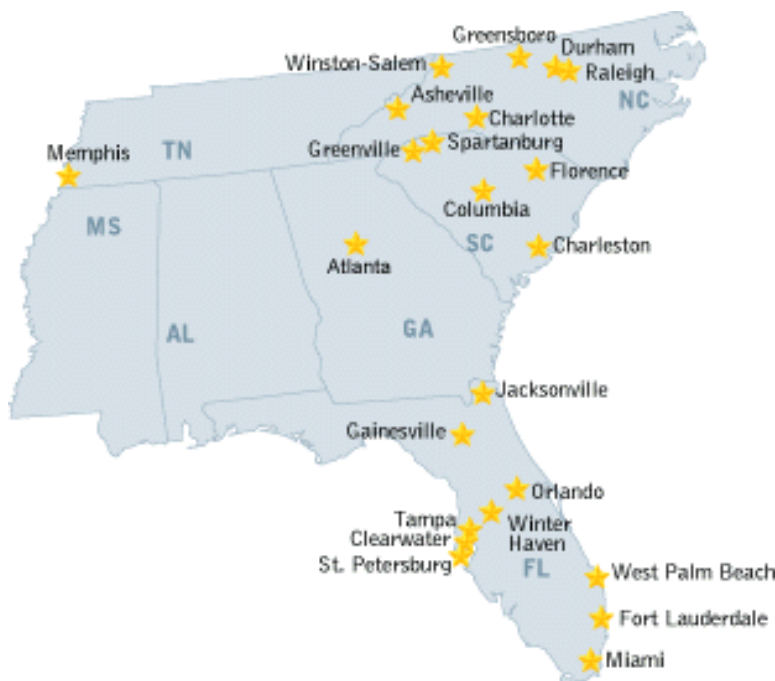 Greensboro
Durham
Winston-Salem
Raleigh
Asheville
NC
Charlotte
Memphis
TN
Greenville
Spartanburg
Florence
Columbia
MS
SC
Charleston
Atlanta
AL
GA
Jacksonville
Gainesville
Orlando
Tampa
Winter
Haven
Clearwater
St. Petersburg
FL
West Palm Beach
Fort Lauderdale
Miami